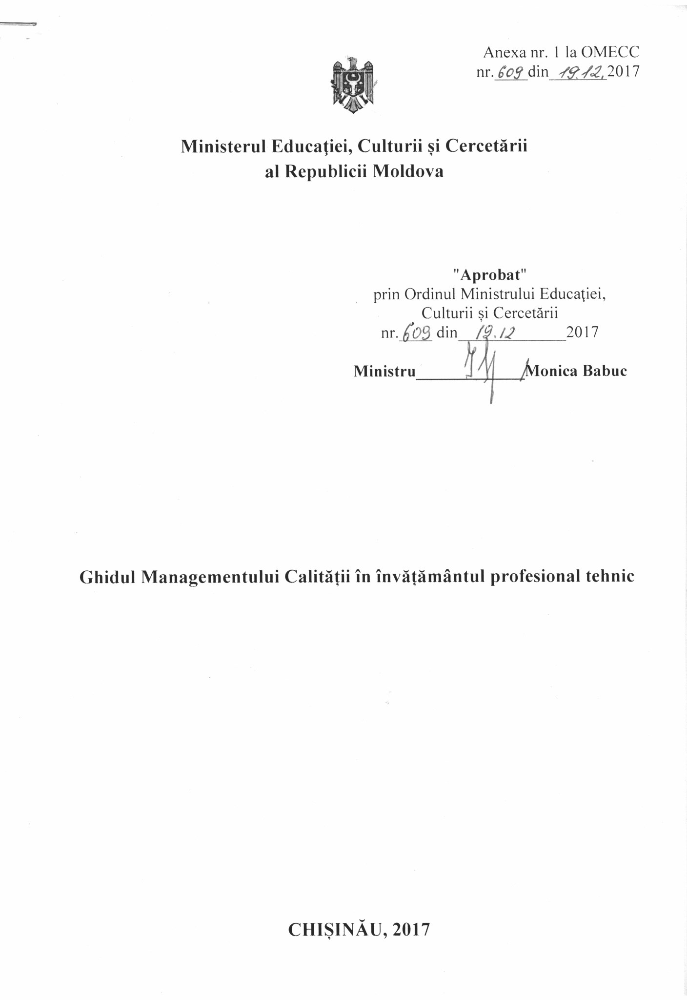 Anexa nr. 1 la OMECC
nr. 609 din 19.12.2017
Ministerul Educaţiei, Culturii și Cercetării
al Republicii Moldova
"Aprobat"
prin Ordinul Ministrului Educaţiei,
Culturii și Cercetării
nr. 609 din 19.12 2017
Ministru /Monica Babuc
Ghidul Managementului Calității în învățământul profesional tehnic
CHIȘINĂU, 2017